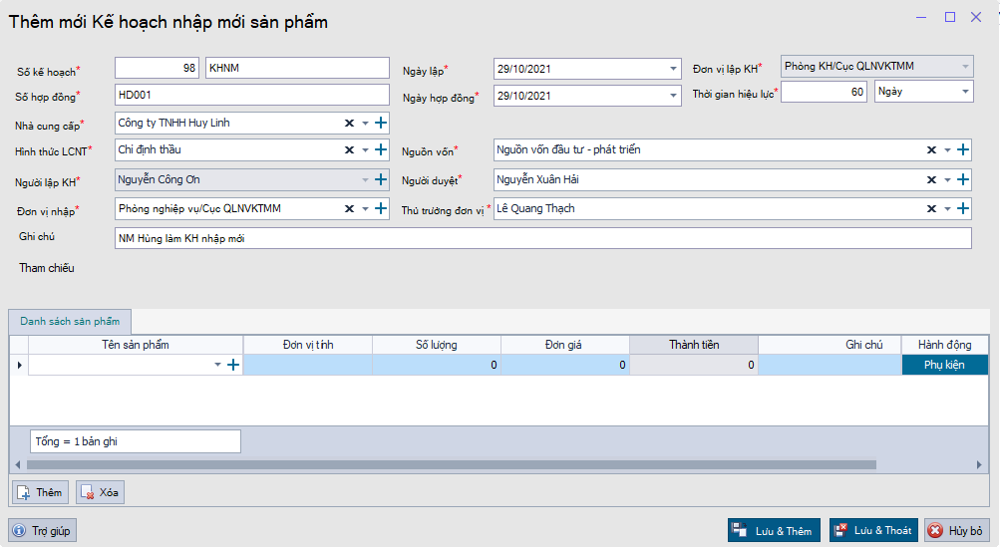 Thêm mới Kế hoạch nhập mới sản phẩm
Số kế hoạch* 98 KHNM Ngày lập* 29/10/2021 Đơn vị lập KH* Phòng KH/Cục QLNVKTMM
Số hợp đồng* HD001 Ngày hợp đồng* 29/10/2021 Thời gian hiệu lực* 60 Ngày
Nhà cung cấp* Công ty TNHH Huy Linh
Hình thức LCNT* Chỉ định thầu Nguồn vốn* Nguồn vốn đầu tư - phát triển
Người lập KH* Nguyễn Công Ơn Người duyệt* Nguyễn Xuân Hải
Đơn vị nhập* Phòng nghiệp vụ/Cục QLNVKTMM Thủ trưởng đơn vị* Lê Quang Thạch
Ghi chú NM Hùng làm KH nhập mới
Tham chiếu
Danh sách sản phẩm
Tên sản phẩm Đơn vị tính Số lượng Đơn giá Thành tiền Ghi chú Hành động
0 0 0 Phụ kiện
Tổng = 1 bản ghi
Thêm Xóa
Trợ giúp Lưu & Thêm Lưu & Thoát Hủy bỏ